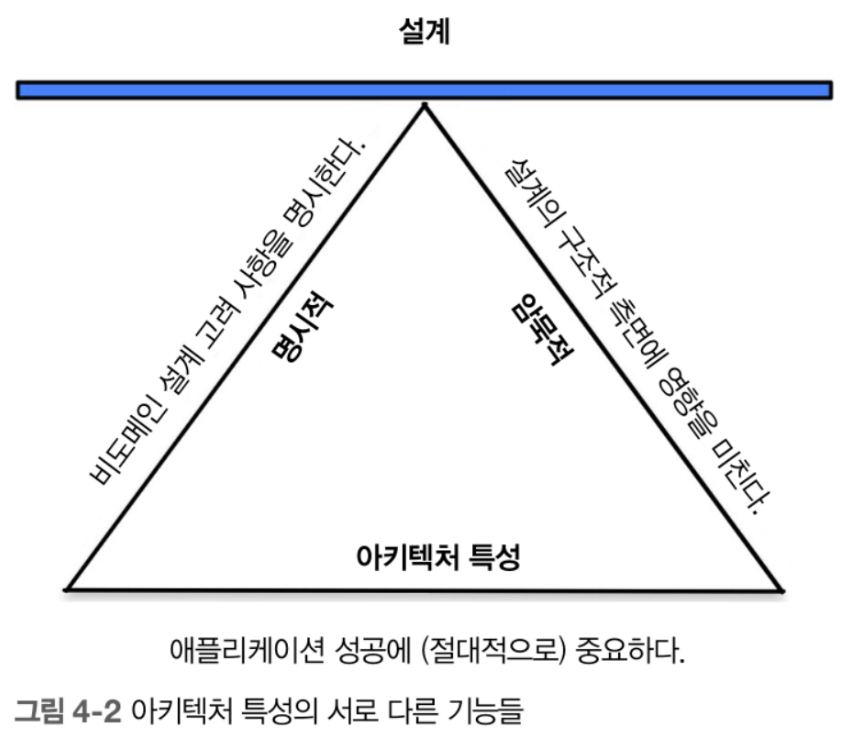 설계
비도메인 설계 고려 사항을 명시한다.
명시적
설계의 구조적 측면에 영향을 미친다.
암묵적
아키텍처 특성
애플리케이션 성공에 (절대적으로) 중요하다.
그림 4-2 아키텍처 특성의 서로 다른 기능들